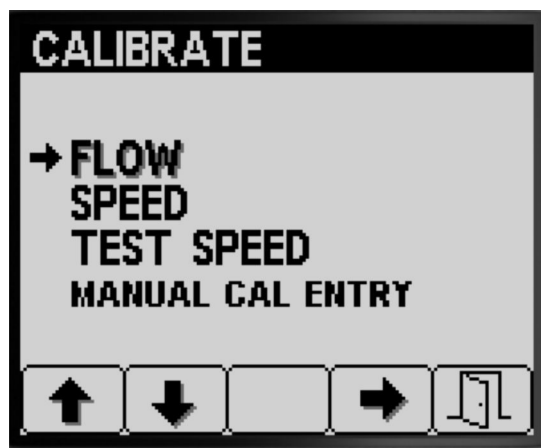 CALIBRATE
FLOW
SPEED
TEST SPEED
MANUAL CAL ENTRY